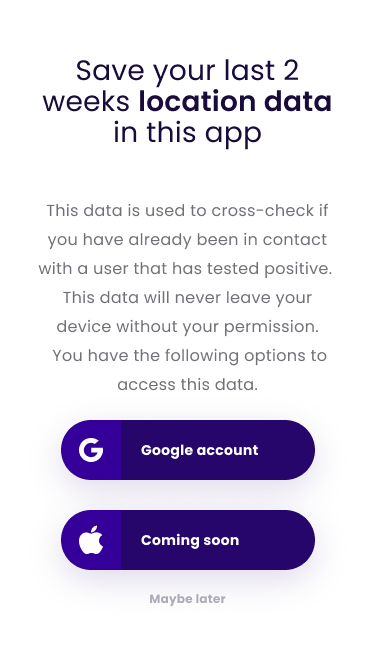 Save your last 2
weeks location data
in this app
This data is used to cross-check if
you have already been in contact
with a user that has tested positive.
This data will never leave your
device without your permission.
You have the following options to
access this data.
Google account
Coming soon
Maybe later